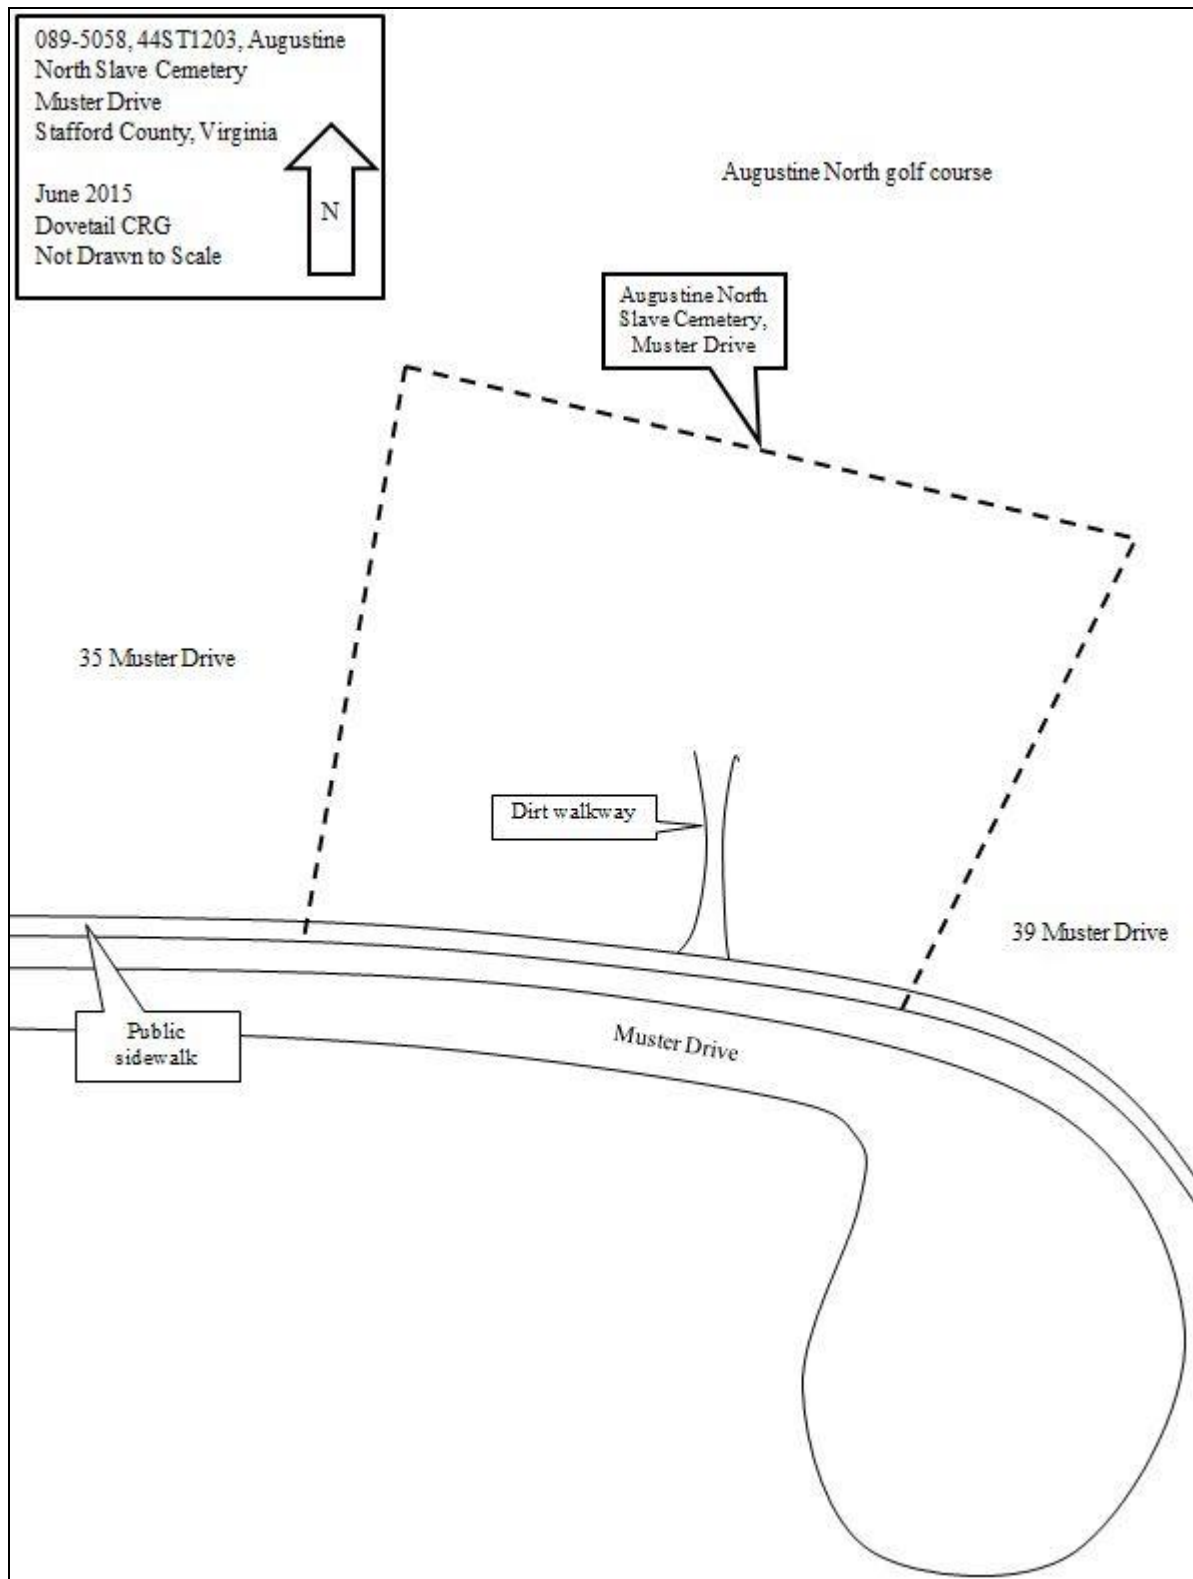 089-5058, 44ST1203, Augustine
North Slave Cemetery
Muster Drive
Stafford County, Virginia
June 2015
Dovetail CRG
Not Drawn to Scale
N
Augustine North golf course
Augustine North
Slave Cemetery,
Muster Drive
35 Muster Drive
Dirt walkway
39 Muster Drive
Public
sidewalk
Muster Drive